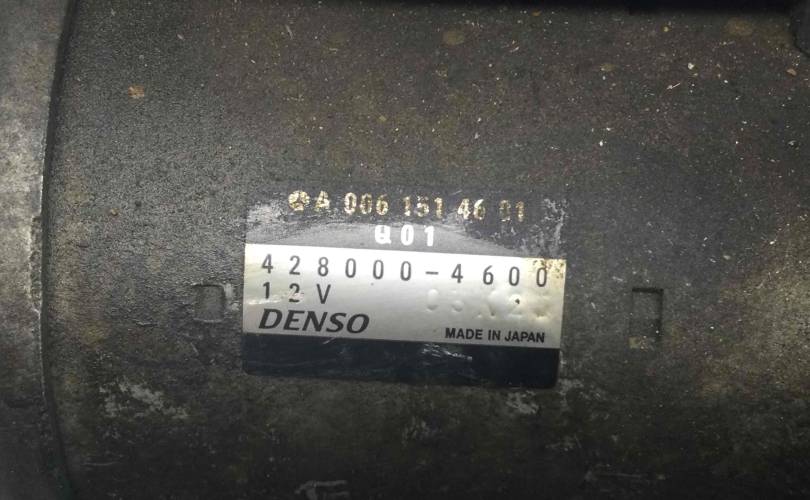 A 006 151 46 01
Q01
428000-4600
12V
DENSO
MADE IN JAPAN